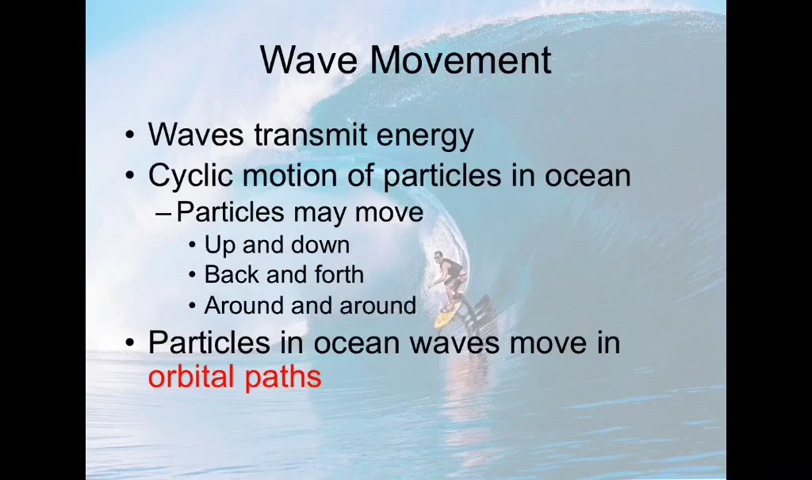 Wave Movement
• Waves transmit energy
• Cyclic motion of particles in ocean
– Particles may move
• Up and down
• Back and forth
• Around and around
• Particles in ocean waves move in
orbital paths